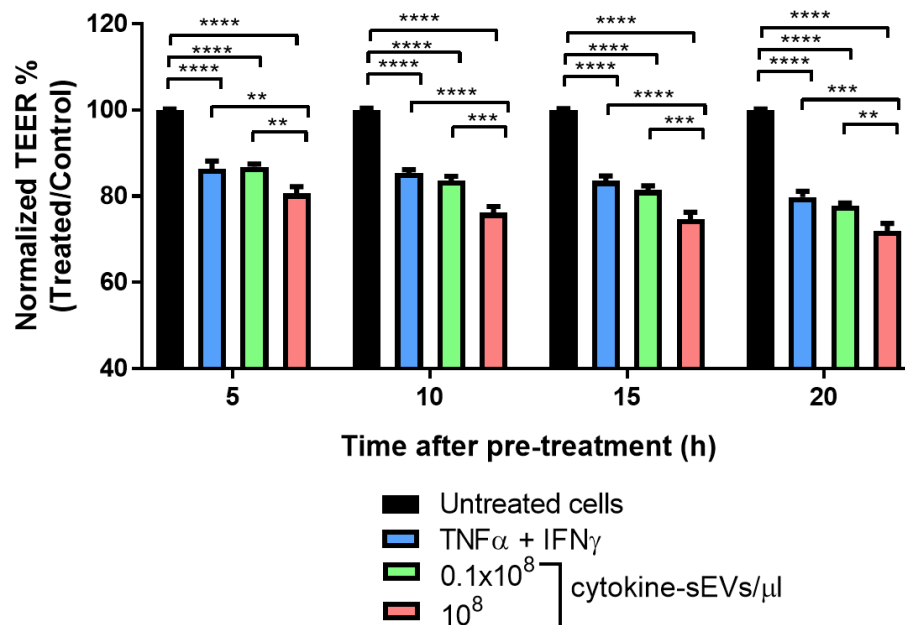 Normalized TEER %
(Treated/Control)
120
100
80
60
40
**** **** **** ****
**** **** **** ****
**** **** **** ****
** **** **** ***
** *** *** **
5 10 15 20
Time after pre-treatment (h)
Untreated cells
TNFα + IFNγ
0.1x10⁸
10⁸
cytokine-sEVs/µl